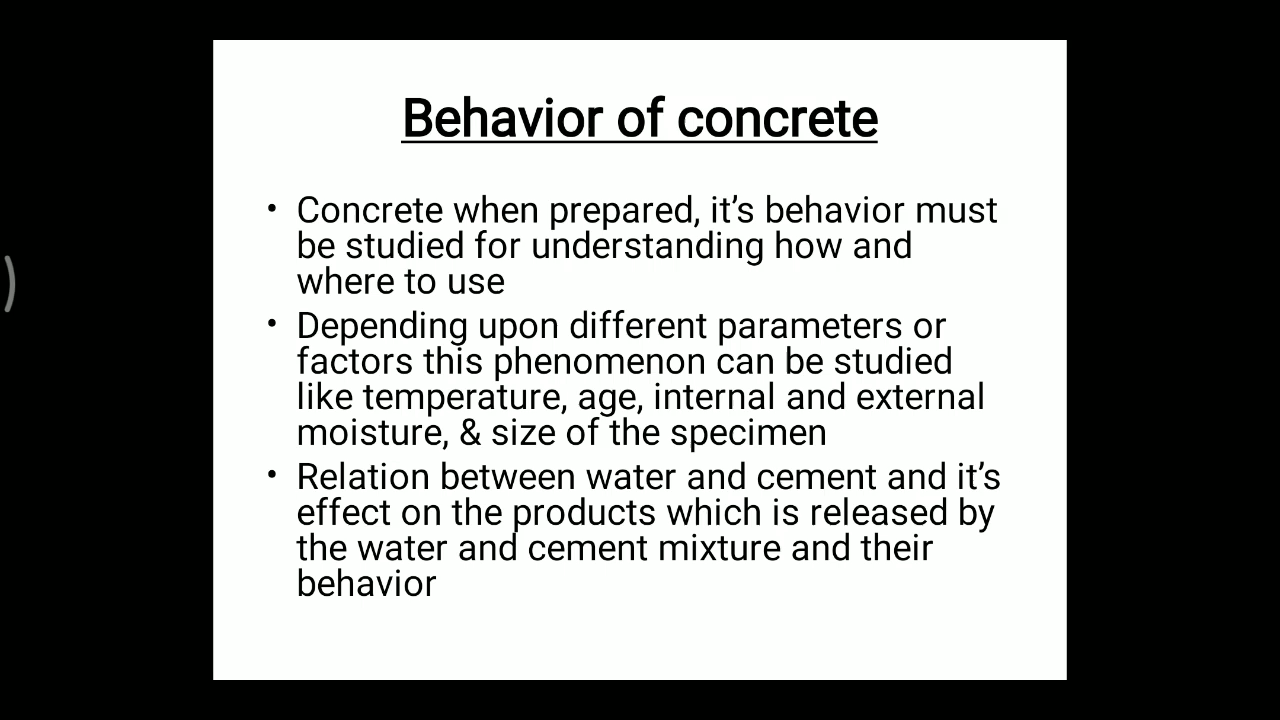 Behavior of concrete
• Concrete when prepared, it’s behavior must
be studied for understanding how and
where to use
• Depending upon different parameters or
factors this phenomenon can be studied
like temperature, age, internal and external
moisture, & size of the specimen
• Relation between water and cement and it’s
effect on the products which is released by
the water and cement mixture and their
behavior